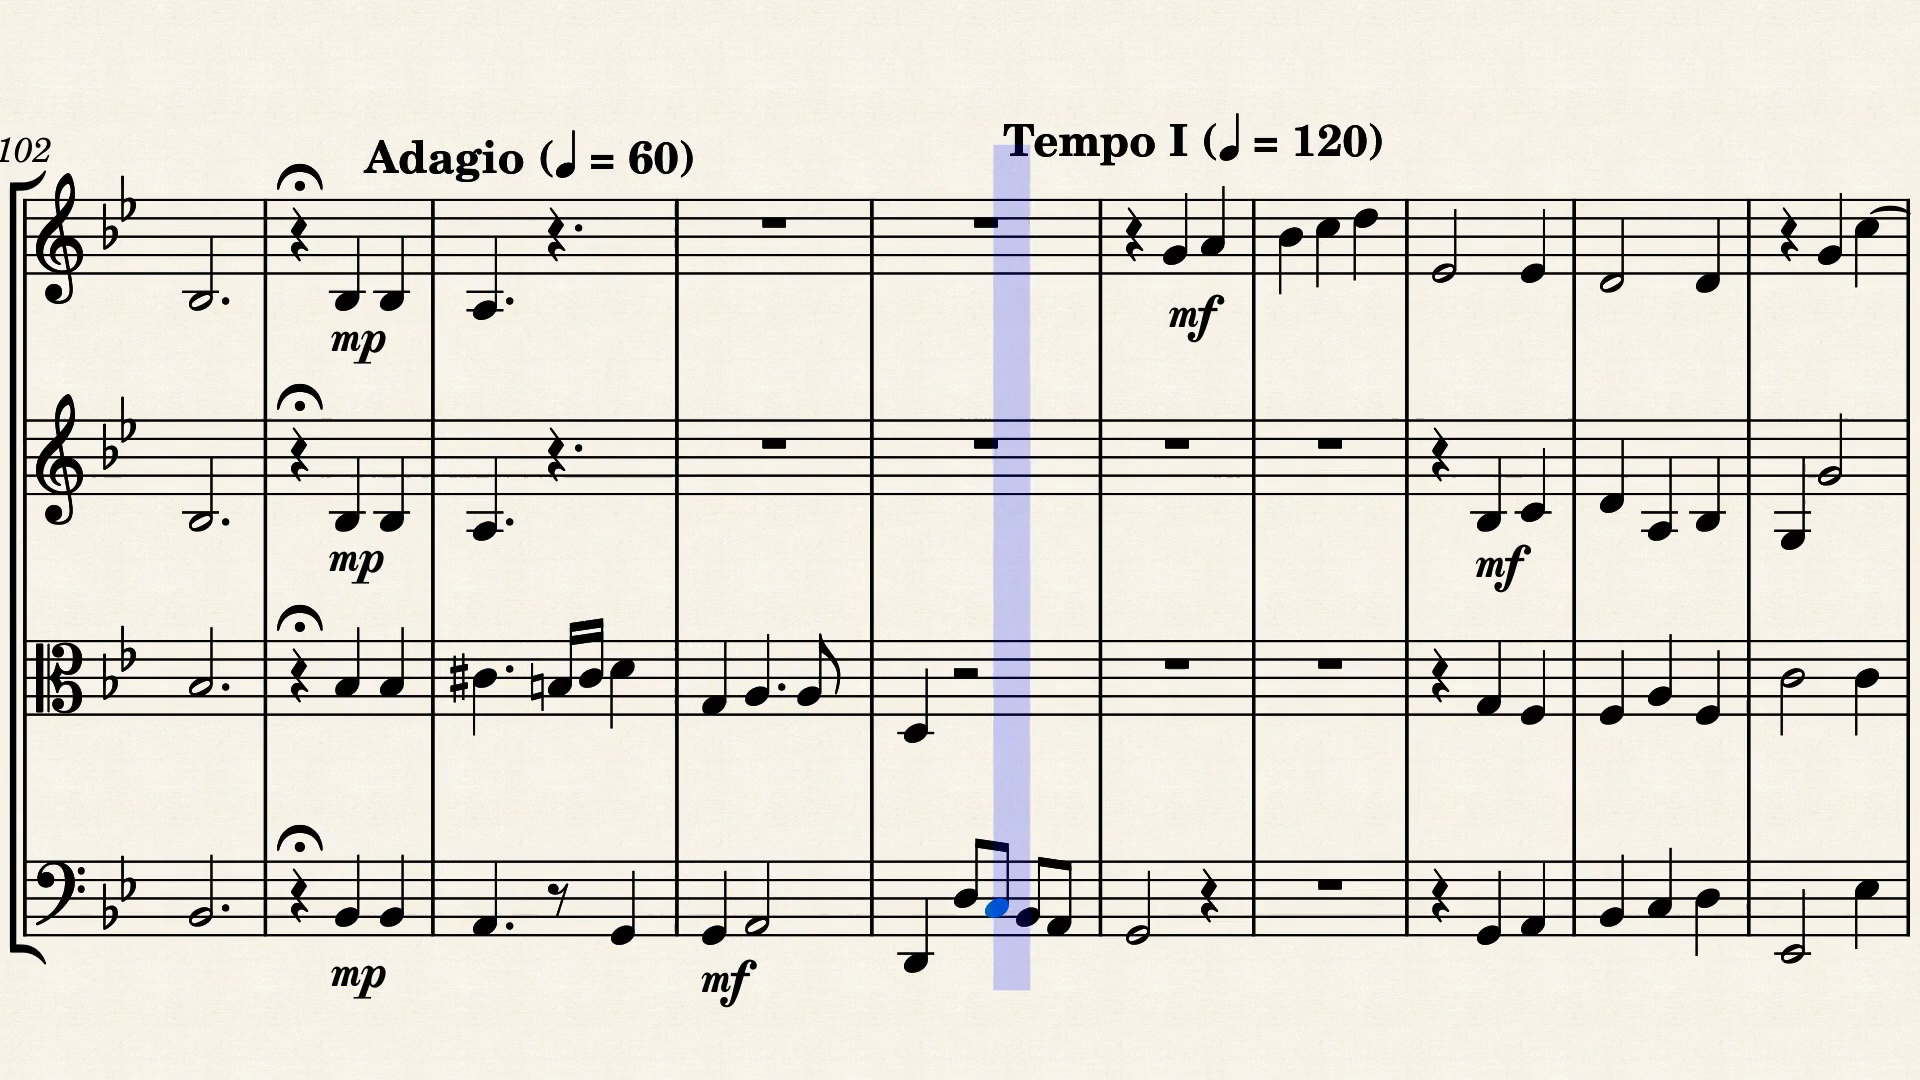 102
Adagio (♩ = 60)
Tempo I (♩ = 120)
mp
mf
mp
mf
mp
mf